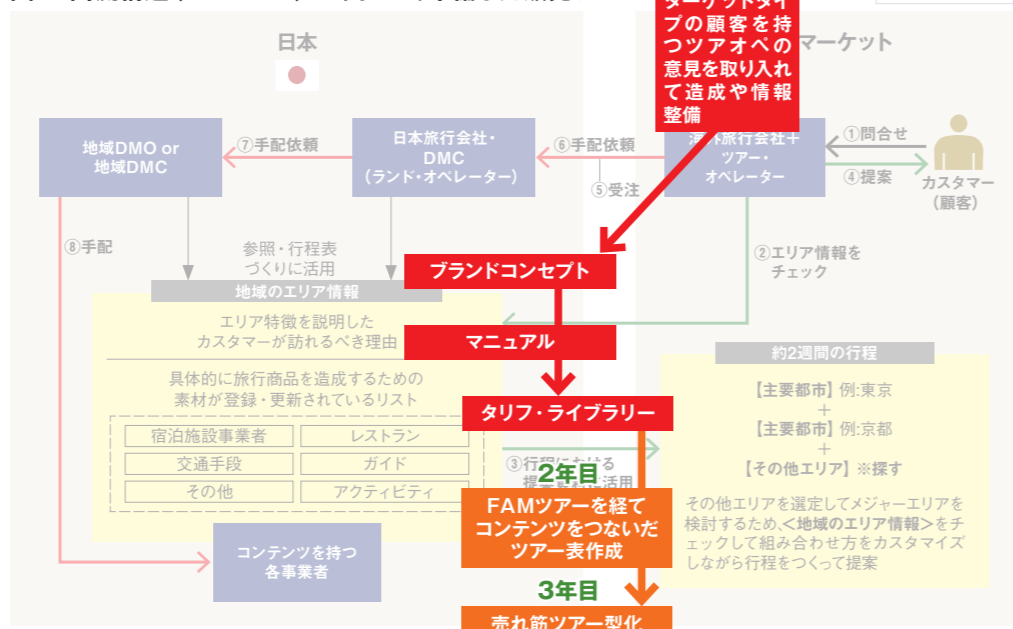 日本
マーケット
ターゲットタイ
プの顧客を持
つツアオペの
意見を取り入れ
て造成や情報
整備
地域DMO or
地域DMC
⑦手配依頼
日本旅行会社・
DMC
(ランド・オペレーター)
⑥手配依頼
⑤受注
海外旅行会社+
ツアー・
オペレーター
①問合せ
④提案
カスタマー
(顧客)
⑧手配
参照・行程表
づくりに活用
②エリア情報を
チェック
ブランドコンセプト
地域のエリア情報
エリア特徴を説明した
カスタマーが訪れるべき理由
マニュアル
具体的に旅行商品を造成するための
素材が登録・更新されているリスト
タリフ・ライブラリー
宿泊施設事業者
レストラン
交通手段
ガイド
その他
アクティビティ
③行程における
2年目
FAMツアーを経て
コンテンツをつないだ
ツアー表作成
3年目
売れ筋ツアー型化
コンテンツを持つ
各事業者
約2週間の行程
【主要都市】例:東京
+
【主要都市】例:京都
+
【その他エリア】※探す
その他エリアを選定してメジャーエリアを
検討するため、<地域のエリア情報>をチ
ェックして組み合わせ方をカスタマイズ
しながら行程をつくって提案